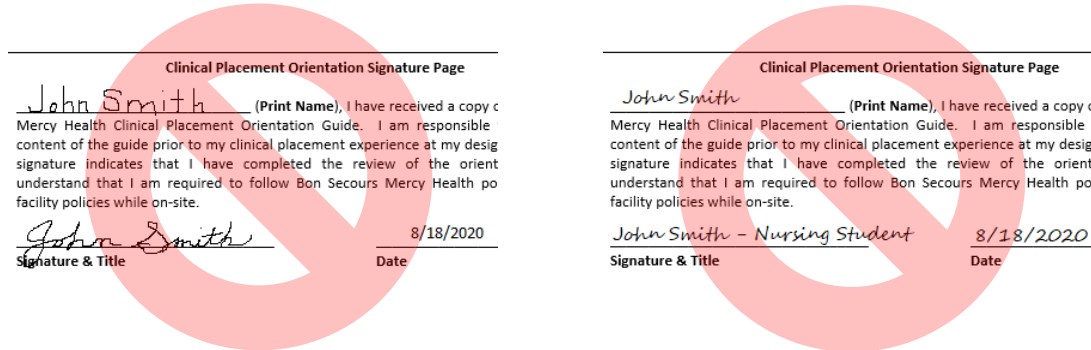 Clinical Placement Orientation Signature Page
John Smith (Print Name), I have received a copy
Mercy Health Clinical Placement Orientation Guide. I am responsible
content of the guide prior to my clinical placement experience at my desig
signature indicates that I have completed the review of the orient
understand that I am required to follow Bon Secours Mercy Health po
facility policies while on-site.
John Smith 8/18/2020
Signature & Title Date
Clinical Placement Orientation Signature Page
John Smith (Print Name), I have received a copy
Mercy Health Clinical Placement Orientation Guide. I am responsible
content of the guide prior to my clinical placement experience at my desig
signature indicates that I have completed the review of the orient
understand that I am required to follow Bon Secours Mercy Health po
facility policies while on-site.
John Smith – Nursing Student 8/18/2020
Signature & Title Date